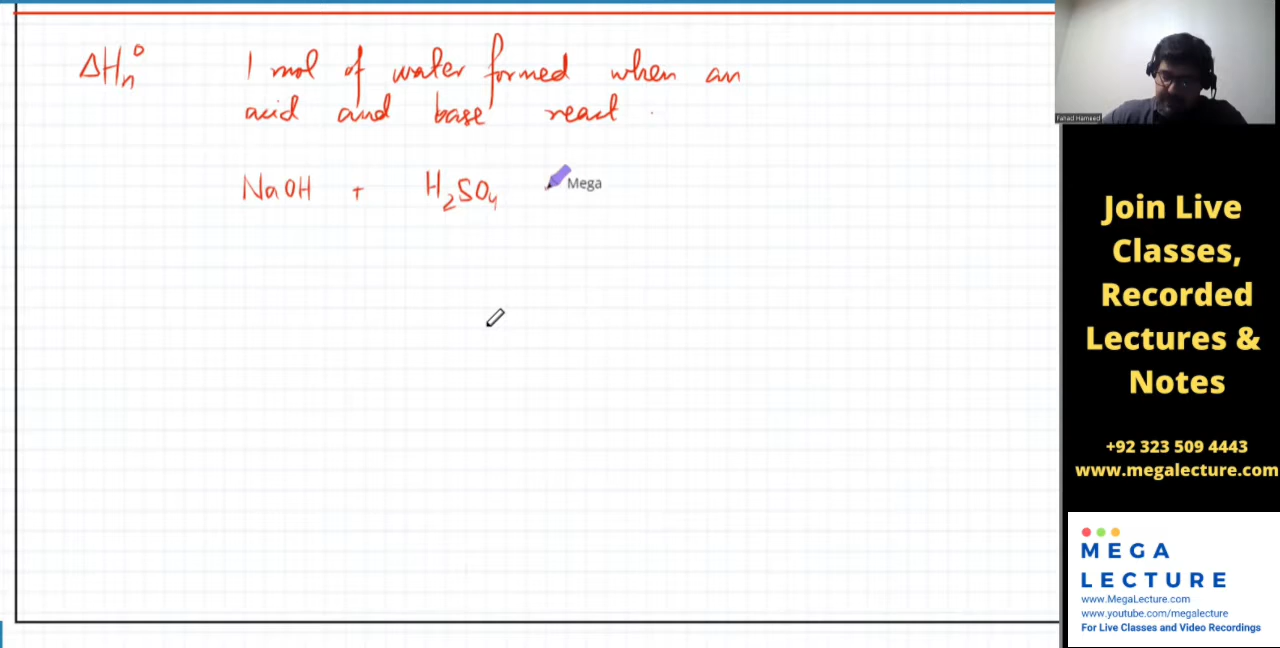 ΔHn° 1 mol of water formed when an
acid and base react.
NaOH + H₂SO₄
Mega
Fahad Hameed
Join Live
Classes,
Recorded
Lectures &
Notes
+92 323 509 4443
www.megalecture.com
MEGA
LECTURE
www.MegaLecture.com
www.youtube.com/megalecture
For Live Classes and Video Recordings